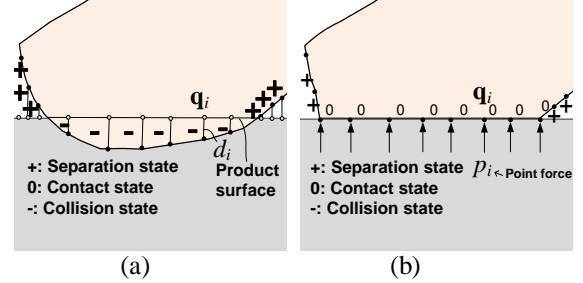 + + + + + + +
q_i
- - - - - -
d_i
Product
surface
+: Separation state
0: Contact state
-: Collision state
(a)
+ + + +
q_i
0 0 0 0 0 0 0 0
+: Separation state
0: Contact state
-: Collision state
p_i
Point force
(b)